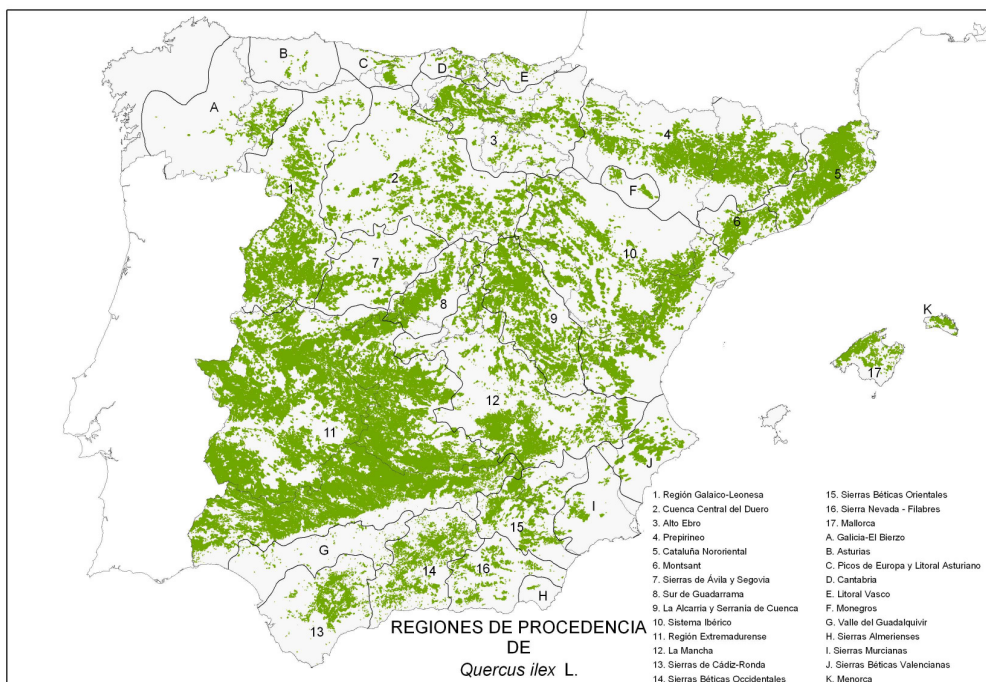 B
C
D
E
A
4
3
5
1
2
F
6
10
7
8
9
K
17
12
11
J
I
15
G
16
14
H
13
REGIONES DE PROCEDENCIA
DE
Quercus ilex L.
1. Región Galaico-Leonesa
2. Cuenca Central del Duero
3. Alto Ebro
4. Prepirineo
5. Cataluña Nororiental
6. Montsant
7. Sierras de Ávila y Segovia
8. Sur de Guadarrama
9. La Alcarria y Serranía de Cuenca
10. Sistema Ibérico
11. Región Extremadurense
12. La Mancha
13. Sierras de Cádiz-Ronda
14. Sierras Béticas Occidentales
15. Sierras Béticas Orientales
16. Sierra Nevada - Filabres
17. Mallorca
A. Galicia-El Bierzo
B. Asturias
C. Picos de Europa y Litoral Asturiano
D. Cantabria
E. Litoral Vasco
F. Monegros
G. Valle del Guadalquivir
H. Sierras Almerienses
I. Sierras Murcianas
J. Sierras Béticas Valencianas
K. Menorca